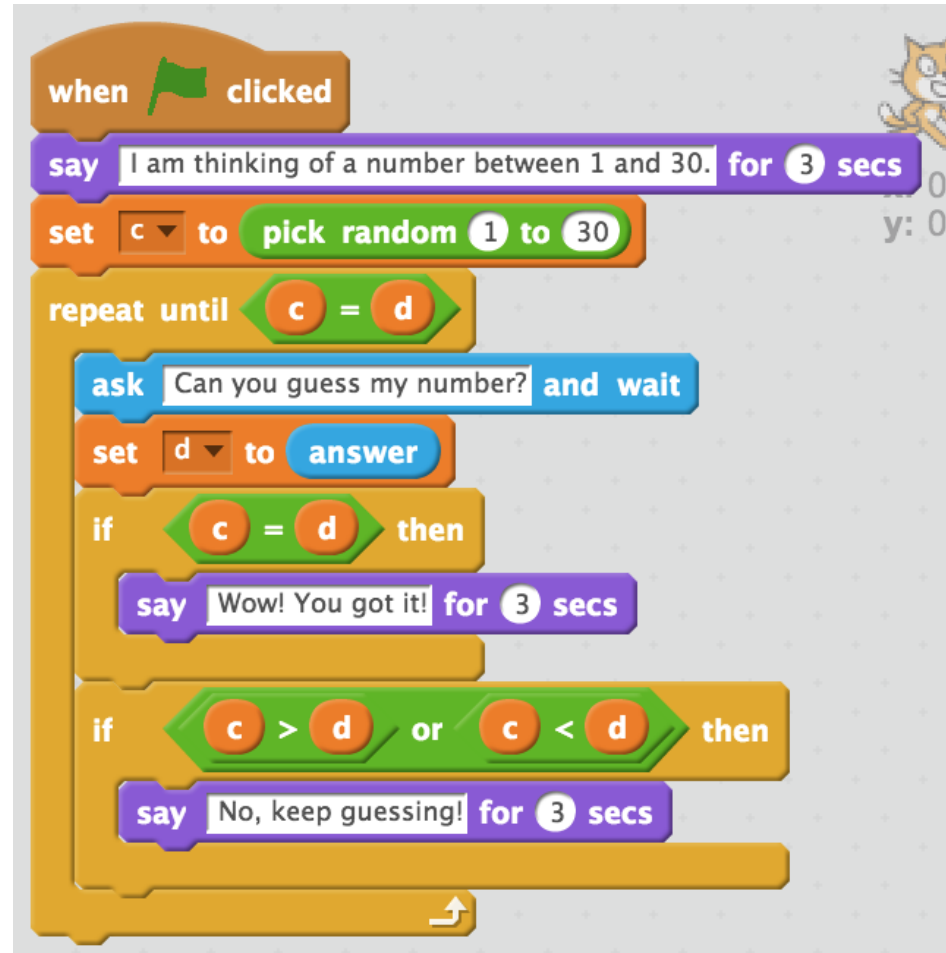 when clicked
say I am thinking of a number between 1 and 30. for 3 secs
set c to pick random 1 to 30
y: 0
repeat until c = d
ask Can you guess my number? and wait
set d to answer
if c = d then
say Wow! You got it! for 3 secs
if c > d or c < d then
say No, keep guessing! for 3 secs